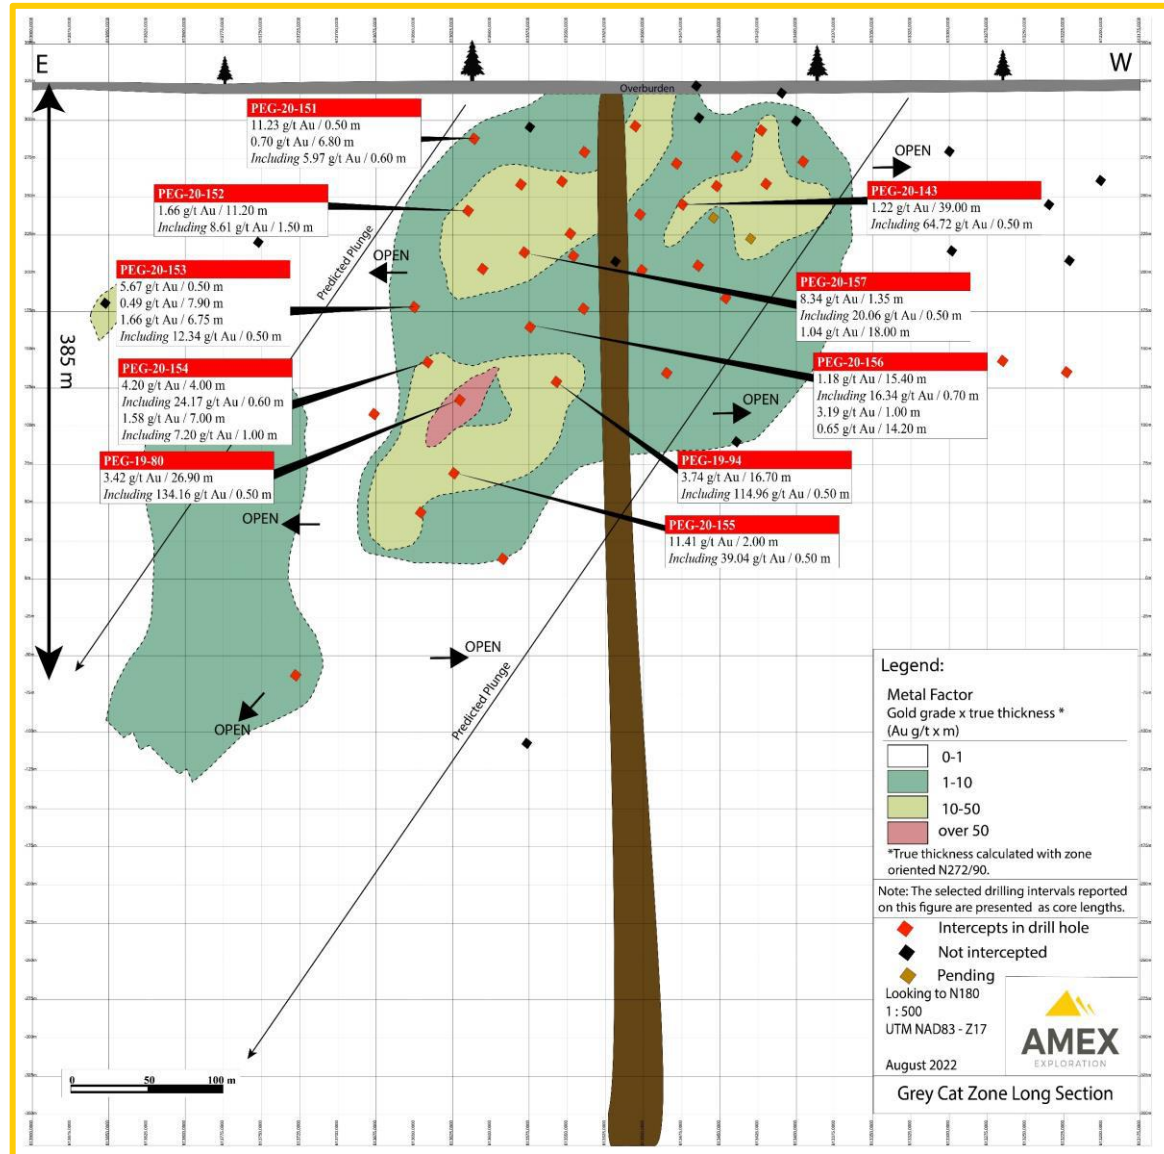 E
W
Overburden
PEG-20-151
11.23 g/t Au / 0.50 m
0.70 g/t Au / 6.80 m
Including 5.97 g/t Au / 0.60 m
OPEN
PEG-20-152
1.66 g/t Au / 11.20 m
Including 8.61 g/t Au / 1.50 m
PEG-20-143
1.22 g/t Au / 39.00 m
Including 64.72 g/t Au / 0.50 m
Predicted Plunge
OPEN
PEG-20-153
5.67 g/t Au / 0.50 m
0.49 g/t Au / 7.90 m
1.66 g/t Au / 6.75 m
Including 12.34 g/t Au / 0.50 m
PEG-20-157
8.34 g/t Au / 1.35 m
Including 20.06 g/t Au / 0.50 m
1.04 g/t Au / 18.00 m
385 m
PEG-20-154
4.20 g/t Au / 4.00 m
Including 24.17 g/t Au / 0.60 m
1.58 g/t Au / 7.00 m
Including 7.20 g/t Au / 1.00 m
PEG-20-156
1.18 g/t Au / 15.40 m
Including 16.34 g/t Au / 0.70 m
3.19 g/t Au / 1.00 m
0.65 g/t Au / 14.20 m
OPEN
PEG-19-80
3.42 g/t Au / 26.90 m
Including 134.16 g/t Au / 0.50 m
PEG-19-94
3.74 g/t Au / 16.70 m
Including 114.96 g/t Au / 0.50 m
OPEN
PEG-20-155
11.41 g/t Au / 2.00 m
Including 39.04 g/t Au / 0.50 m
OPEN
Predicted Plunge
OPEN
Legend:
Metal Factor
Gold grade x true thickness *
(Au g/t x m)
0-1
1-10
10-50
over 50
*True thickness calculated with zone
oriented N272/90.
Note: The selected drilling intervals reported
on this figure are presented as core lengths.
Intercepts in drill hole
Not intercepted
Pending
Looking to N180
1 : 500
UTM NAD83 - Z17
August 2022
AMEX
EXPLORATION
Grey Cat Zone Long Section
0 50 100 m